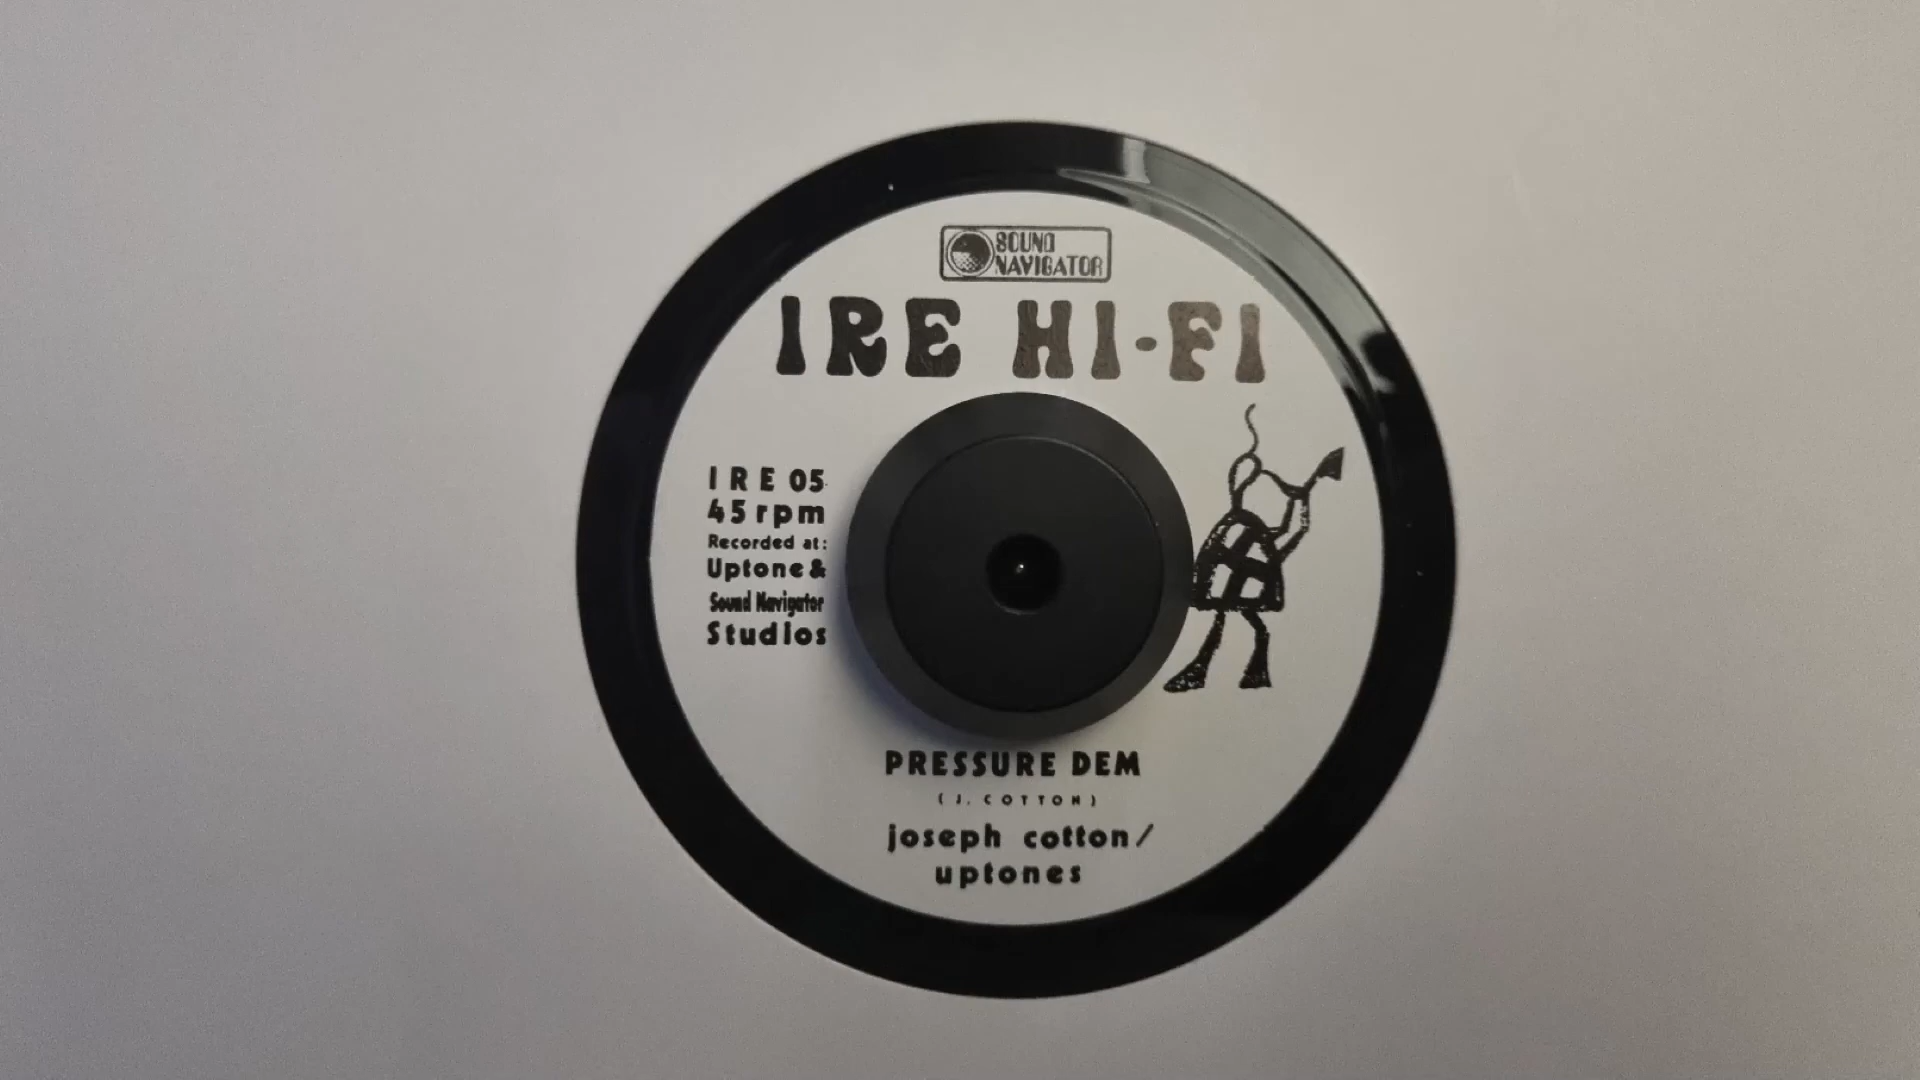 SOUND
NAVIGATOR
IRE HI-FI
IRE 05
45 rpm
Recorded at:
Uptone &
Sound Navigator
Studios
PRESSURE DEM
(J. COTTON)
joseph cotton/
uptones